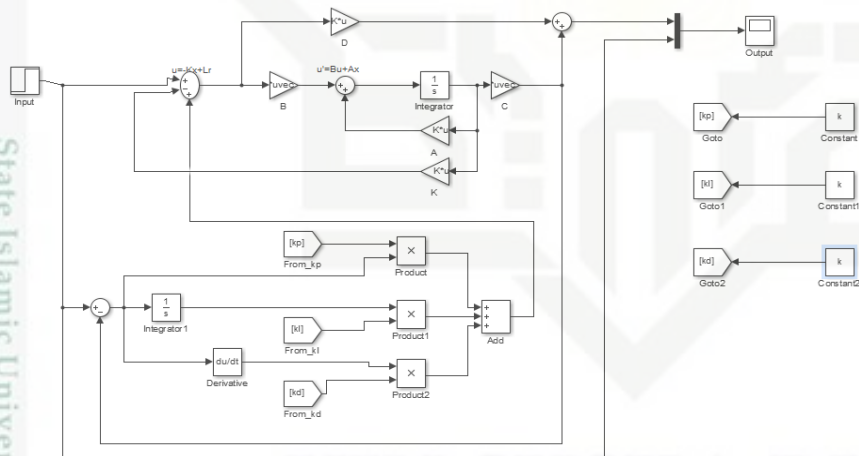 K*u
D
Output
u=-Kx+Lr
u'=Bu+Ax
Input
*uvec
B
1
s
Integrator
*uvec
C
K*u
A
K*u
K
[kp]
Goto
k
Constant
[kI]
Goto1
k
Constant1
[kd]
Goto2
k
Constant2
[kp]
From_kp
×
Product
1
s
Integrator1
[kI]
From_kI
×
Product1
+
+
+
Add
du/dt
Derivative
[kd]
From_kd
×
Product2
State Islamic Univer